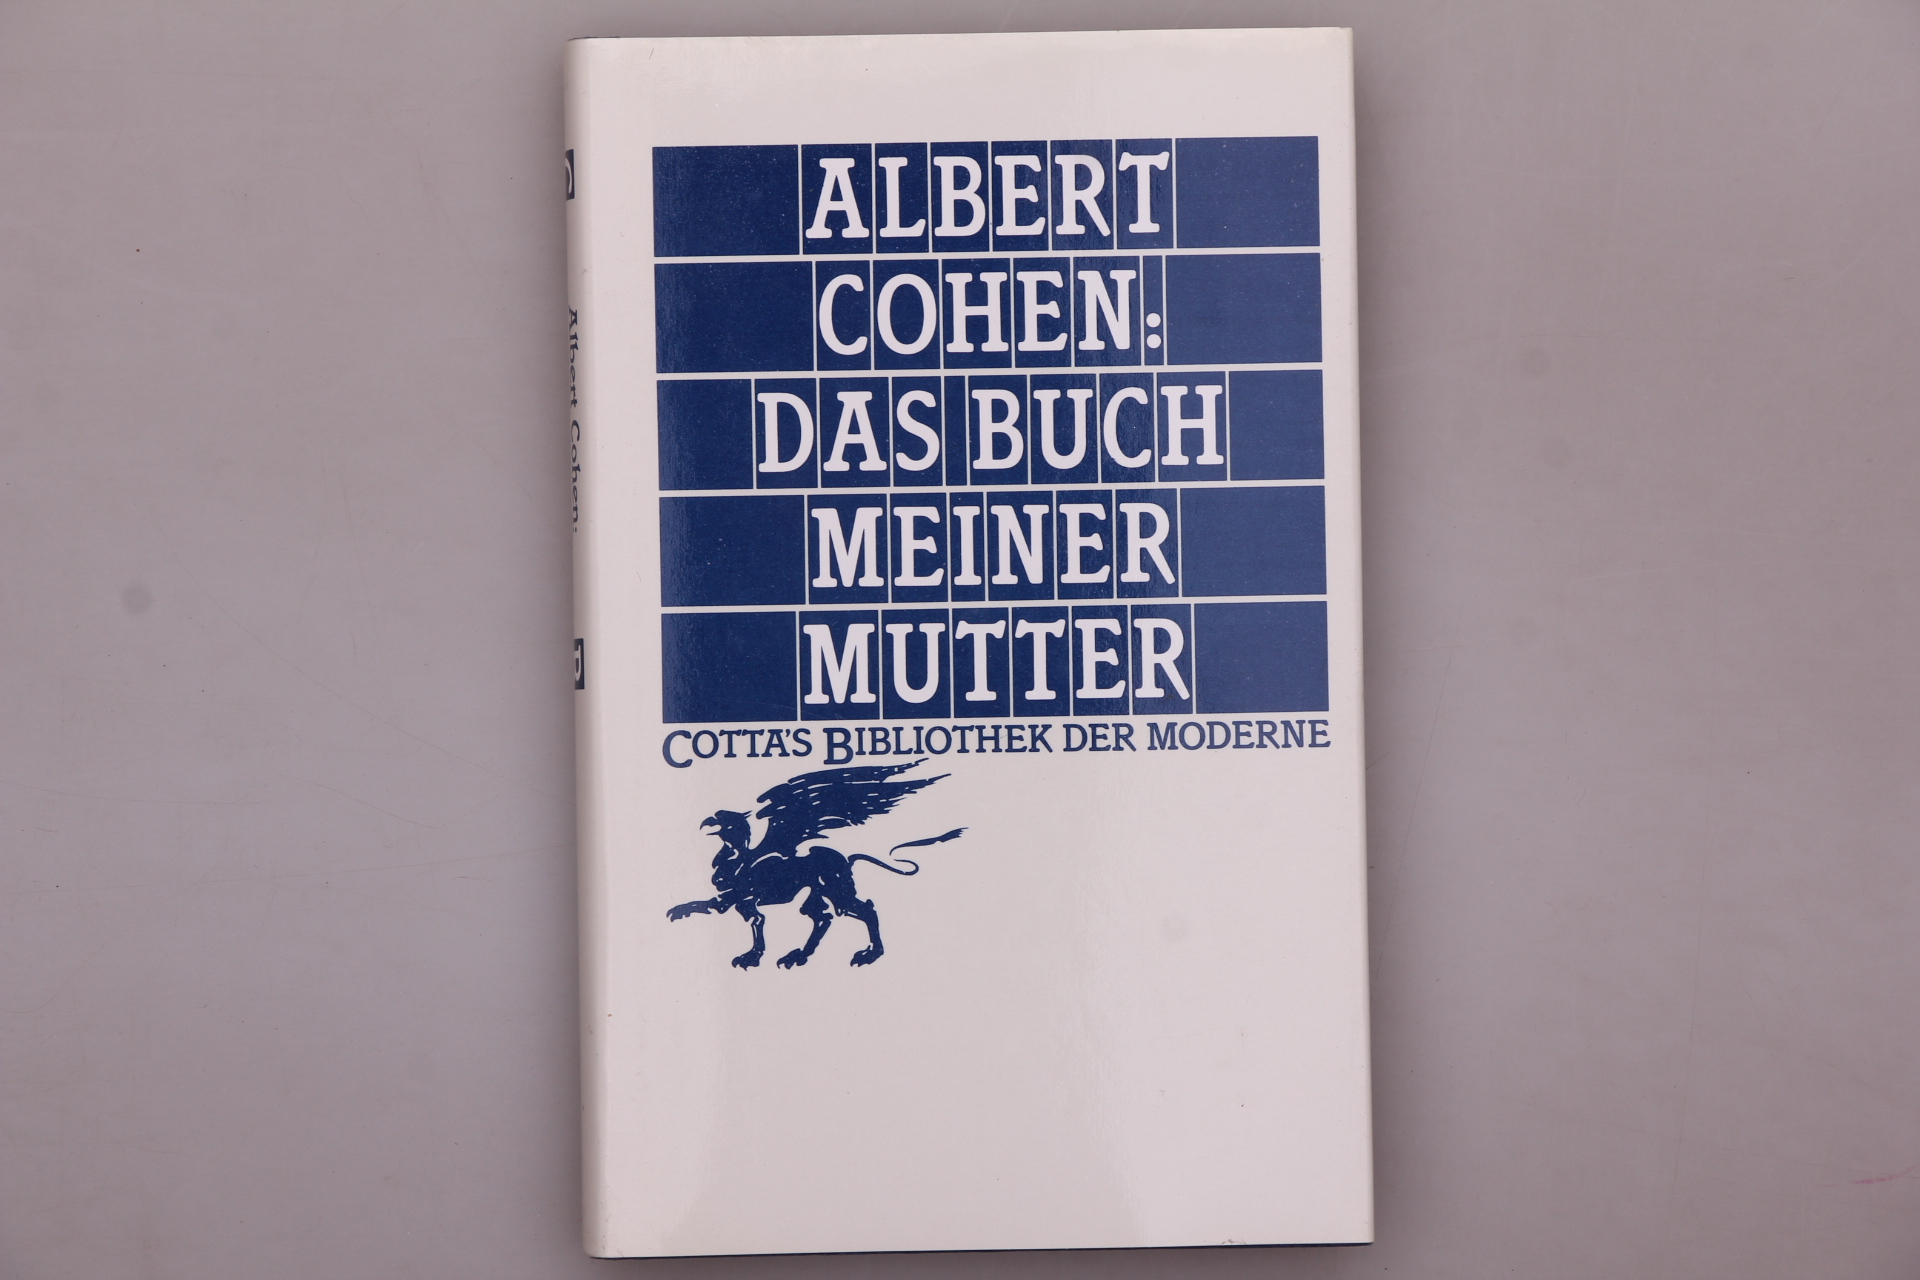 ALBERT
COHEN:
DAS BUCH
MEINER
MUTTER
COTTA'S BIBLIOTHEK DER MODERNE
Albert Cohen: